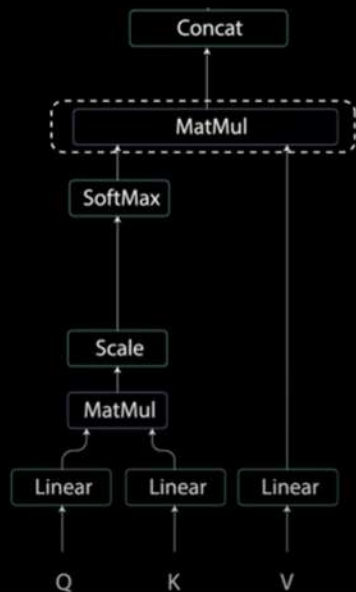 Concat
MatMul
SoftMax
Scale
MatMul
Linear Linear Linear
Q K V